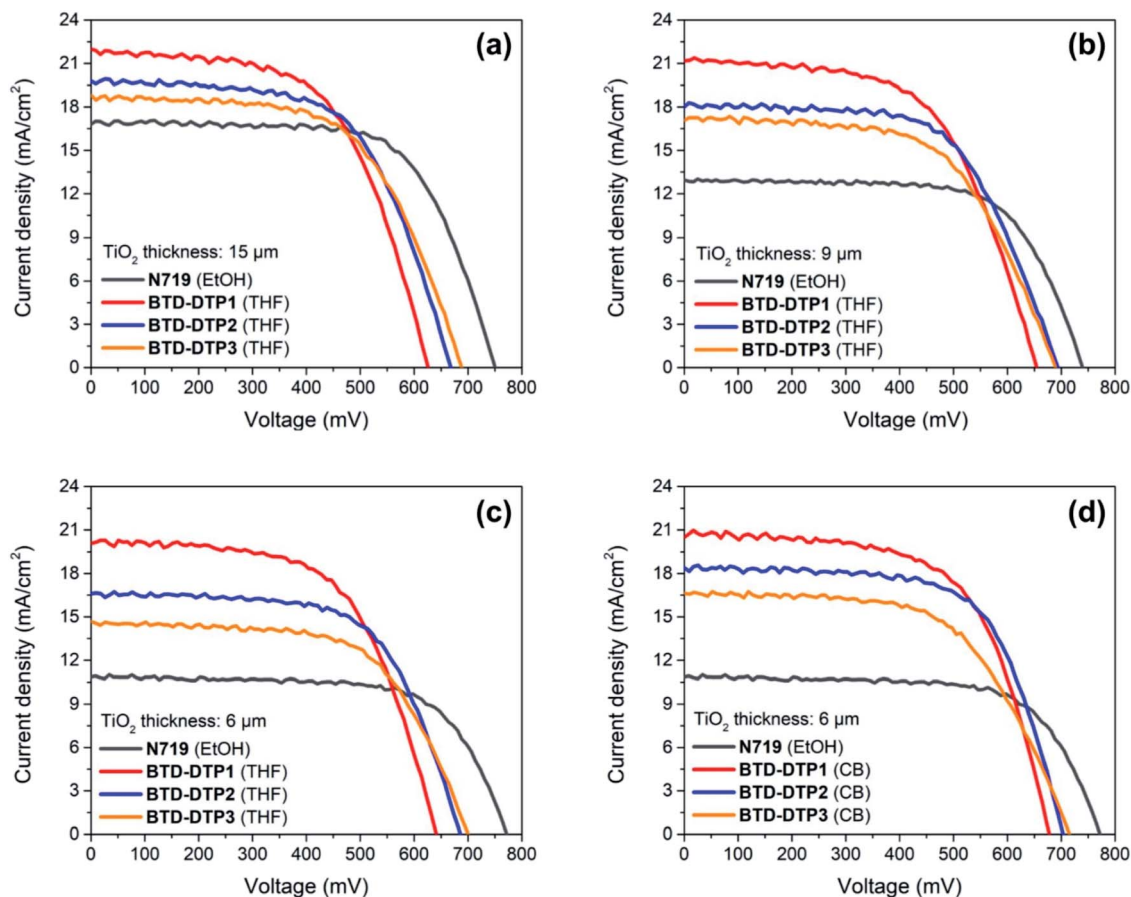 (a)
Current density (mA/cm²)
24
21
18
15
12
9
6
3
0
TiO₂ thickness: 15 µm
N719 (EtOH)
BTD-DTP1 (THF)
BTD-DTP2 (THF)
BTD-DTP3 (THF)
0 100 200 300 400 500 600 700 800
Voltage (mV)
(b)
Current density (mA/cm²)
24
21
18
15
12
9
6
3
0
TiO₂ thickness: 9 µm
N719 (EtOH)
BTD-DTP1 (THF)
BTD-DTP2 (THF)
BTD-DTP3 (THF)
0 100 200 300 400 500 600 700 800
Voltage (mV)
(c)
Current density (mA/cm²)
24
21
18
15
12
9
6
3
0
TiO₂ thickness: 6 µm
N719 (EtOH)
BTD-DTP1 (THF)
BTD-DTP2 (THF)
BTD-DTP3 (THF)
0 100 200 300 400 500 600 700 800
Voltage (mV)
(d)
Current density (mA/cm²)
24
21
18
15
12
9
6
3
0
TiO₂ thickness: 6 µm
N719 (EtOH)
BTD-DTP1 (CB)
BTD-DTP2 (CB)
BTD-DTP3 (CB)
0 100 200 300 400 500 600 700 800
Voltage (mV)